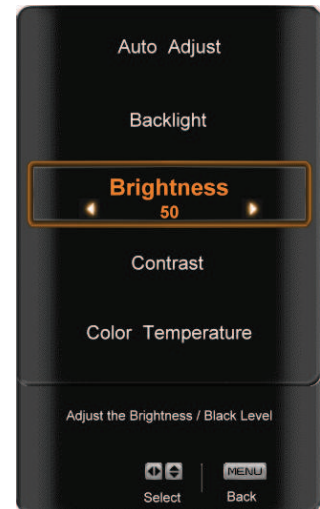 Auto Adjust
Backlight
Brightness
50
Contrast
Color Temperature
Adjust the Brightness / Black Level
MENU
Select Back